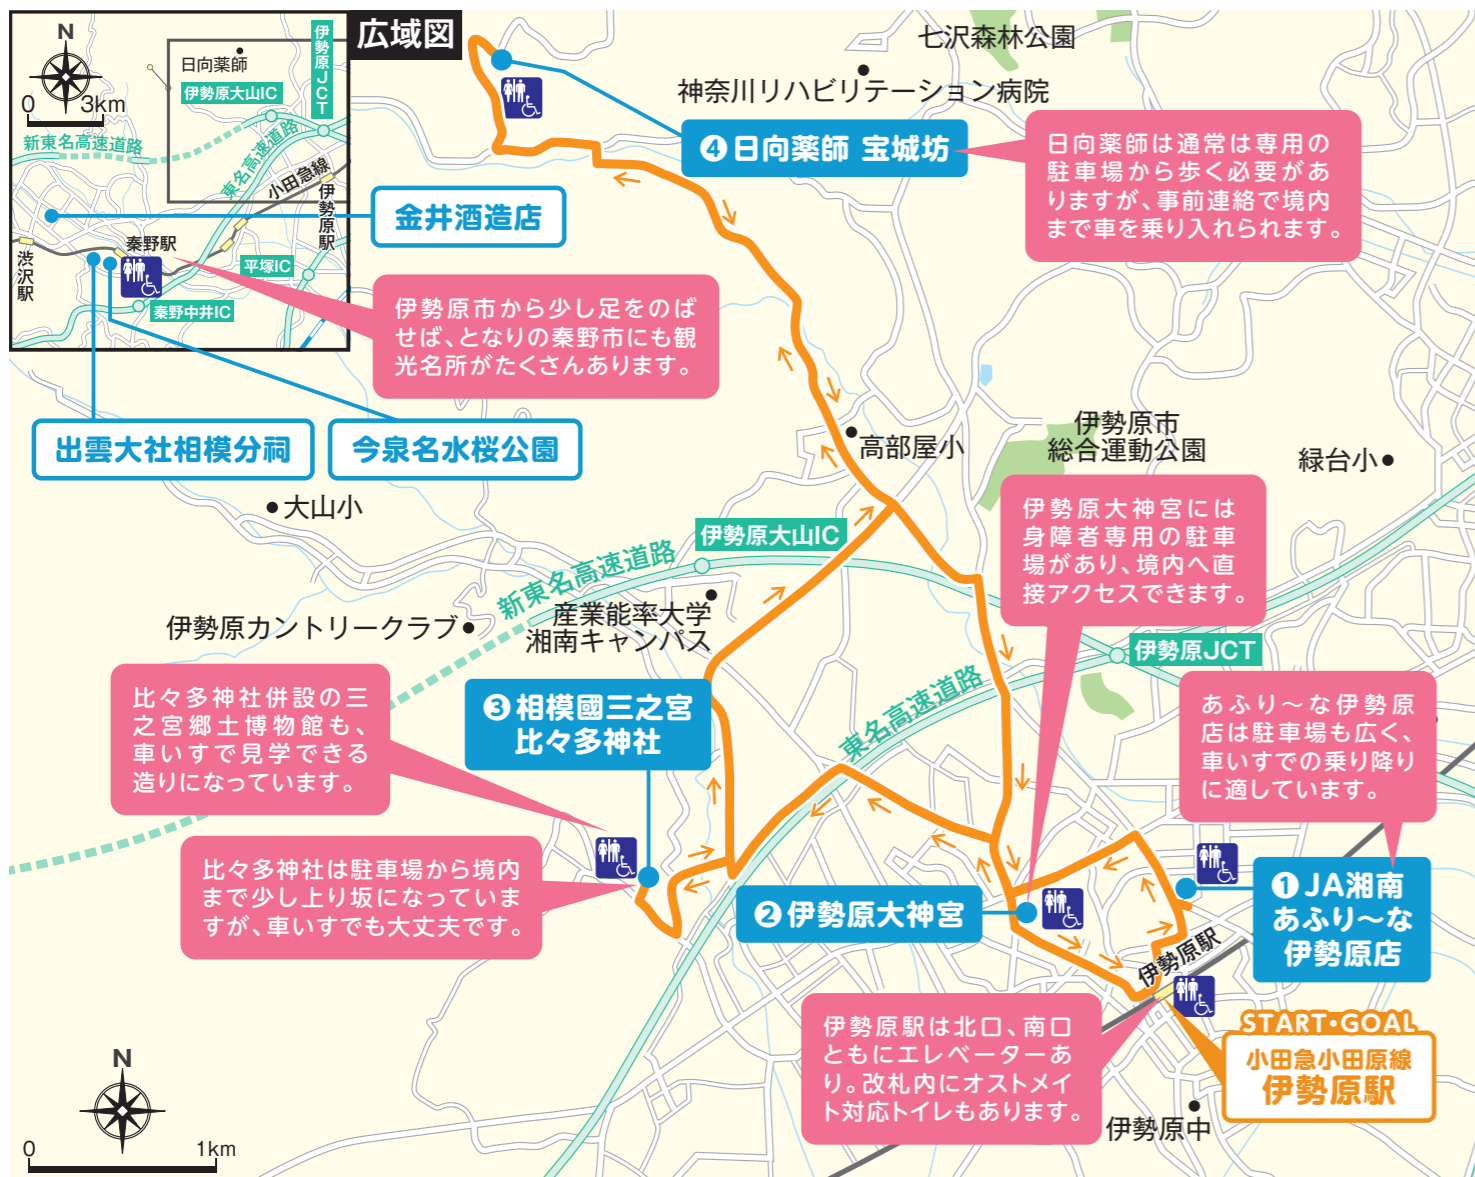 広域図
N
0 3km
日向薬師
伊勢原大山IC
伊勢原JCT
新東名高速道路
東名高速道路
小田急線
伊勢原駅
秦野駅
渋沢駅
平塚IC
秦野中井IC
金井酒造店
出雲大社相模分祠
今泉名水桜公園
伊勢原市から少し足をのば
せば、となりの秦野市にも観
光名所がたくさんあります。
七沢森林公園
神奈川リハビリテーション病院
❹日向薬師 宝城坊
日向薬師は通常は専用の
駐車場から歩く必要があ
りますが、事前連絡で境内
まで車を乗り入れられます。
高部屋小
伊勢原市
総合運動公園
緑台小
大山小
伊勢原大山IC
新東名高速道路
伊勢原大神宮には
身障者専用の駐車
場があり、境内へ直
接アクセスできます。
産業能率大学
湘南キャンパス
伊勢原カントリークラブ
伊勢原JCT
東名高速道路
比々多神社併設の三
之宮郷土博物館も、
車いすで見学できる
造りになっています。
❸相模國三之宮
比々多神社
あふり～な伊勢原
店は駐車場も広く、
車いすでの乗り降り
に適しています。
比々多神社は駐車場から境内
まで少し上り坂になっていま
すが、車いすでも大丈夫です。
❷伊勢原大神宮
❶JA湘南
あふり～な
伊勢原店
伊勢原駅
伊勢原駅は北口、南口
ともにエレベーターあ
り。改札内にオストメイ
ト対応トイレもあります。
START・GOAL
小田急小田原線
伊勢原駅
伊勢原中
N
0 1km